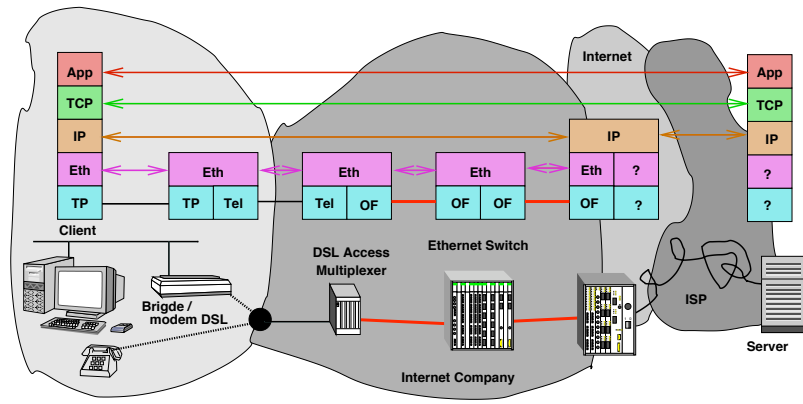 Internet
App
App
TCP
TCP
IP
IP
IP
Eth
Eth
Eth
Eth
Eth
?
?
TP
TP
Tel
Tel
OF
OF
OF
OF
?
?
Client
DSL Access
Multiplexer
Ethernet Switch
Brigde /
modem DSL
ISP
Server
Internet Company